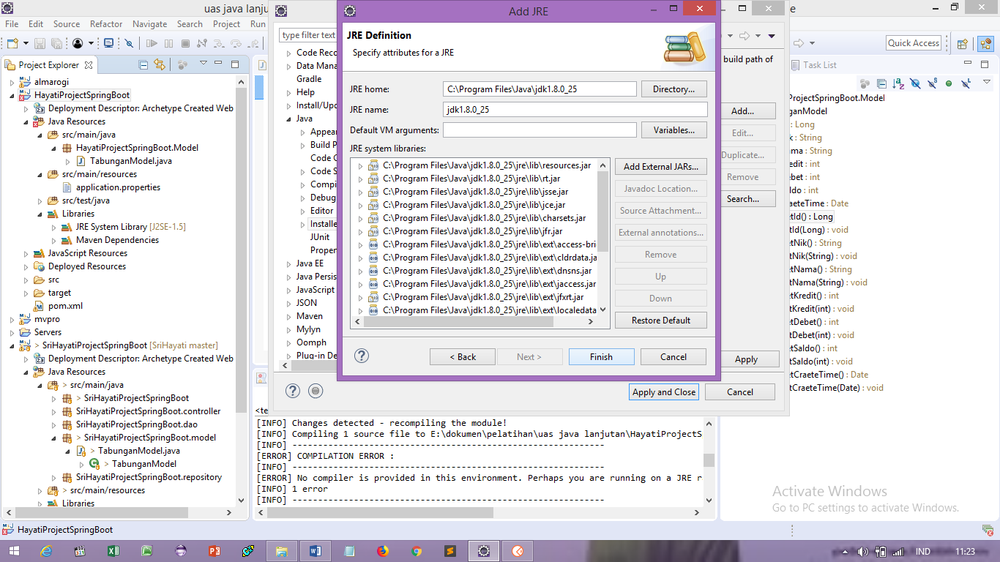 uas java lanju
e
File Edit Source Refactor Navigate Search Project Run
Quick Access
Project Explorer
almarogi
HayatiProjectSpringBoot
Deployment Descriptor: Archetype Created Web
Java Resources
src/main/java
HayatiProjectSpringBoot.Model
TabunganModel.java
src/main/resources
application.properties
src/test/java
Libraries
JRE System Library [J2SE-1.5]
Maven Dependencies
JavaScript Resources
Deployed Resources
src
target
pom.xml
mvpro
Servers
> SriHayatiProjectSpringBoot [SriHayati master]
Deployment Descriptor: Archetype Created Web
Java Resources
> src/main/java
> SriHayatiProjectSpringBoot
SriHayatiProjectSpringBoot.controller
SriHayatiProjectSpringBoot.dao
> SriHayatiProjectSpringBoot.model
> TabunganModel.java
> TabunganModel
SriHayatiProjectSpringBoot.repository
> src/main/resources
Libraries
type filter text
Code Reco
Data Mana
Gradle
Help
Install/Upd
Java
Appear
Build P
Code C
Code S
Compi
Debug
Editor
Installe
JUnit
Proper
Java EE
Java Persis
JavaScript
JSON
Maven
Mylyn
Oomph
Plug-in De
build path of
Add...
Edit...
Duplicate...
Remove
Search...
Apply
Apply and Close
Cancel
Add JRE
JRE Definition
Specify attributes for a JRE
JRE home:
C:\Program Files\Java\jdk1.8.0_25
Directory...
JRE name:
jdk1.8.0_25
Default VM arguments:
Variables...
JRE system libraries:
C:\Program Files\Java\jdk1.8.0_25\jre\lib\resources.jar
C:\Program Files\Java\jdk1.8.0_25\jre\lib\rt.jar
C:\Program Files\Java\jdk1.8.0_25\jre\lib\jsse.jar
C:\Program Files\Java\jdk1.8.0_25\jre\lib\jce.jar
C:\Program Files\Java\jdk1.8.0_25\jre\lib\charsets.jar
C:\Program Files\Java\jdk1.8.0_25\jre\lib\jfr.jar
C:\Program Files\Java\jdk1.8.0_25\jre\lib\ext\access-bri
C:\Program Files\Java\jdk1.8.0_25\jre\lib\ext\cldrdata.ja
C:\Program Files\Java\jdk1.8.0_25\jre\lib\ext\dnsns.jar
C:\Program Files\Java\jdk1.8.0_25\jre\lib\ext\jaccess.jar
C:\Program Files\Java\jdk1.8.0_25\jre\lib\ext\jfxrt.jar
C:\Program Files\Java\jdk1.8.0_25\jre\lib\ext\localedata
Add External JARs...
Javadoc Location...
Source Attachment...
External annotations...
Remove
Up
Down
Restore Default
< Back
Next >
Finish
Cancel
Task List
ProjectSpringBoot.Model
ganModel
: Long
k : String
ma : String
edit : int
ebet : int
ldo : int
raeteTime : Date
etId() : Long
etId(Long) : void
etNik() : String
etNik(String) : void
etNama() : String
etNama(String) : void
etKredit() : int
etKredit(int) : void
etDebet() : int
etDebet(int) : void
etSaldo() : int
etSaldo(int) : void
etCraeteTime() : Date
etCraeteTime(Date) : void
<te
[INFO] Changes detected - recompiling the module!
[INFO] Compiling 1 source file to E:\dokumen\pelatihan\uas java lanjutan\HayatiProjectS
[INFO] -------------------------------------------------------------
[ERROR] COMPILATION ERROR :
[INFO] -------------------------------------------------------------
[ERROR] No compiler is provided in this environment. Perhaps you are running on a JRE r
[INFO] 1 error
[INFO] -------------------------------------------------------------
Activate Windows
Go to PC settings to activate Windows.
HayatiProjectSpringBoot
IND
11:23